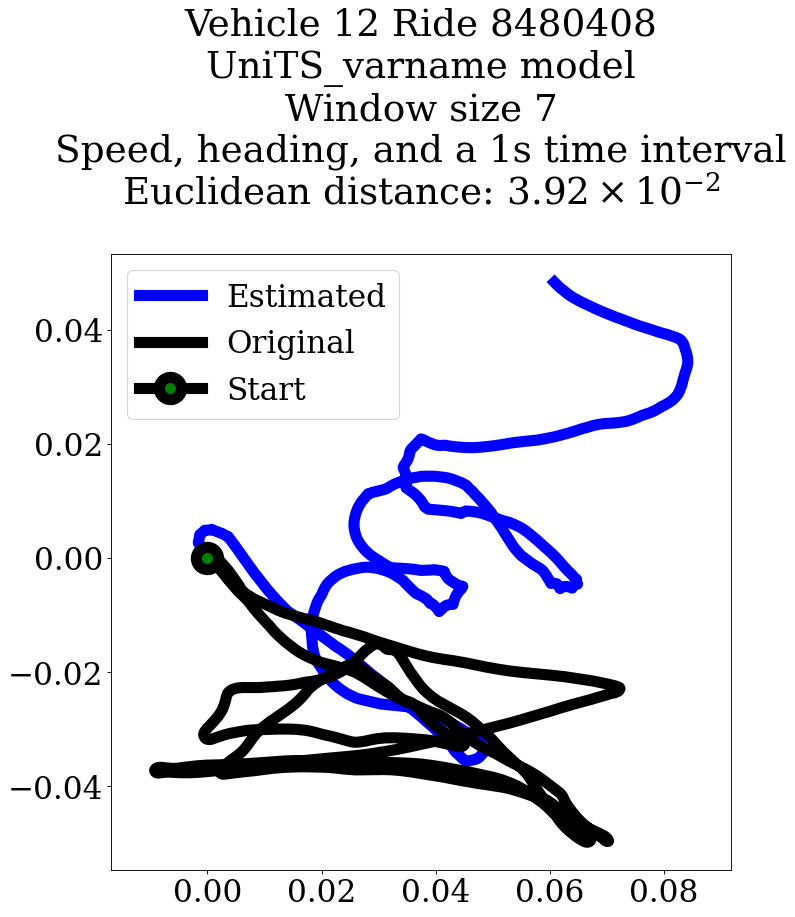 Vehicle 12 Ride 8480408
UniTS_varname model
Window size 7
Speed, heading, and a 1s time interval
Euclidean distance: 3.92 × 10⁻²
Estimated
Original
Start
0.04
0.02
0.00
−0.02
−0.04
0.00 0.02 0.04 0.06 0.08